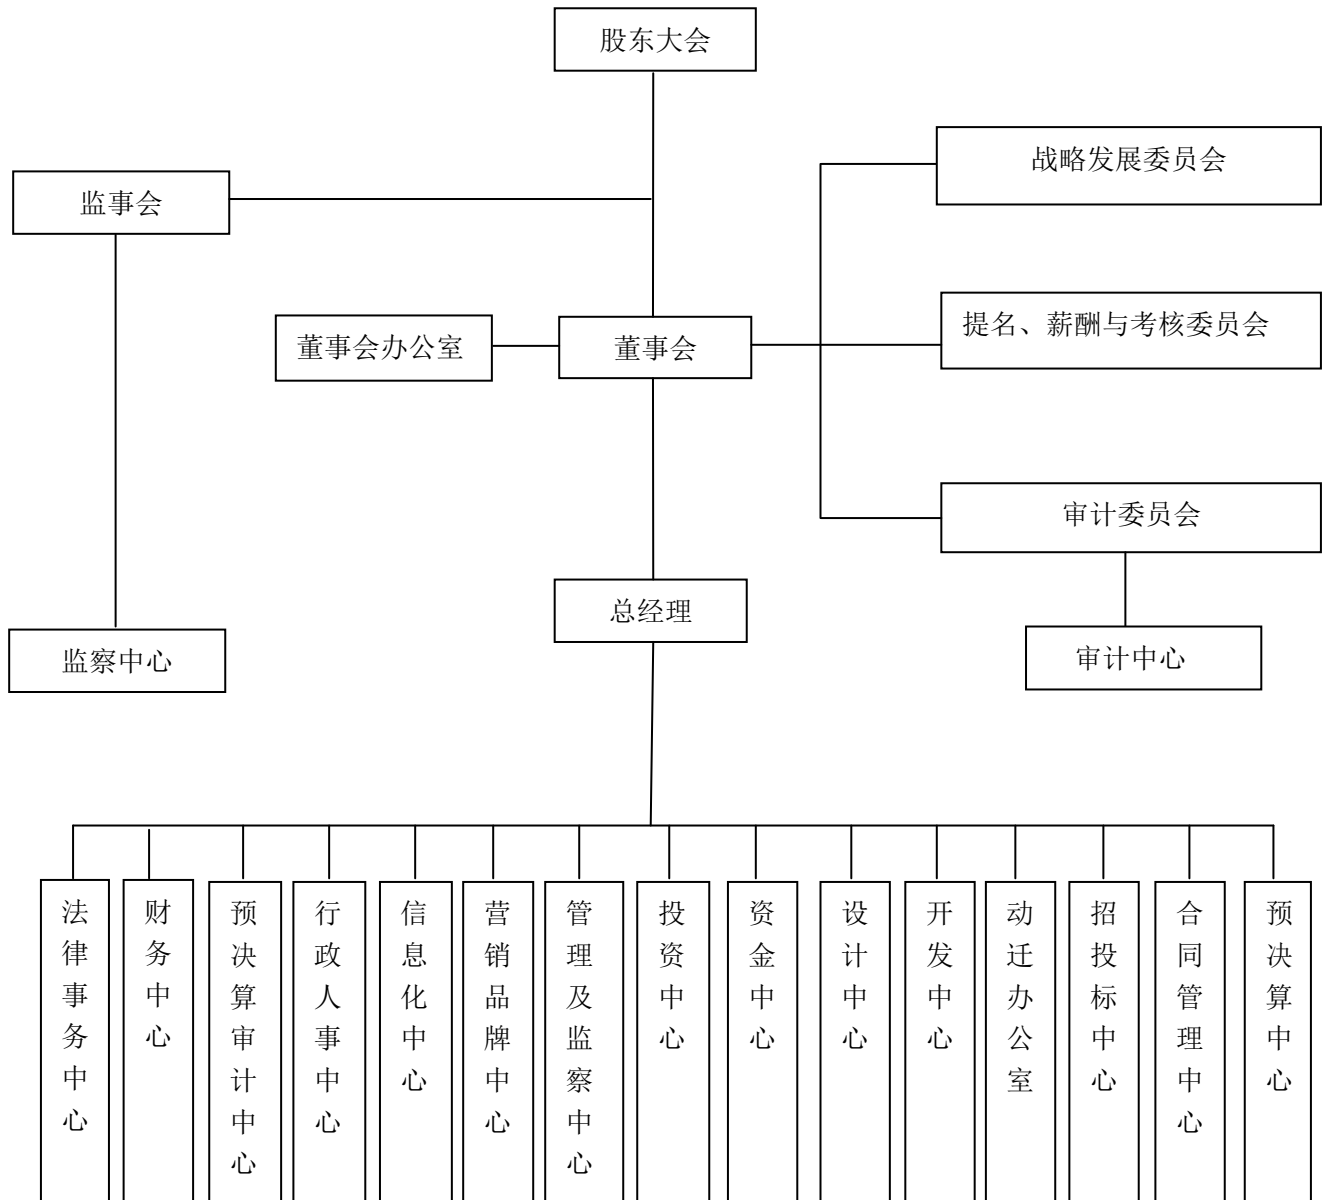 股东大会
战略发展委员会
监事会
提名、薪酬与考核委员会
董事会办公室
董事会
审计委员会
总经理
监察中心
审计中心
法律事务中心
财务中心
预决算审计中心
行政人事中心
信息化中心
营销品牌中心
管理及监察中心
投资中心
资金中心
设计中心
开发中心
动迁办公室
招投标中心
合同管理中心
预决算中心